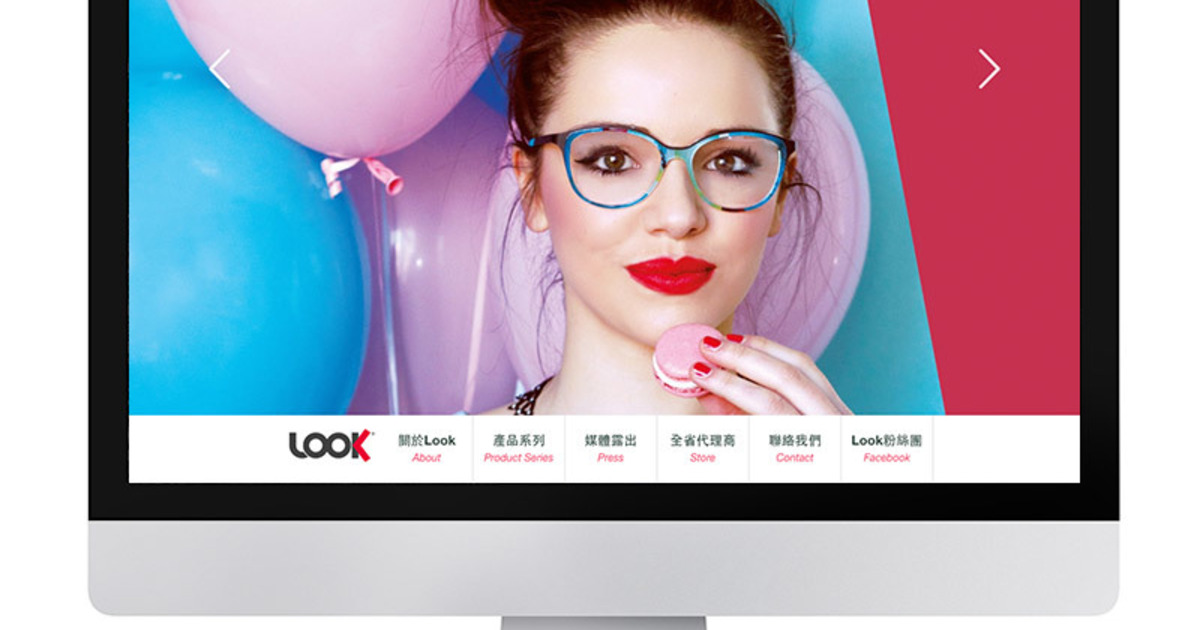 LOOK
關於Look
About
產品系列
Product Series
媒體露出
Press
全省代理商
Store
聯絡我們
Contact
Look粉絲團
Facebook